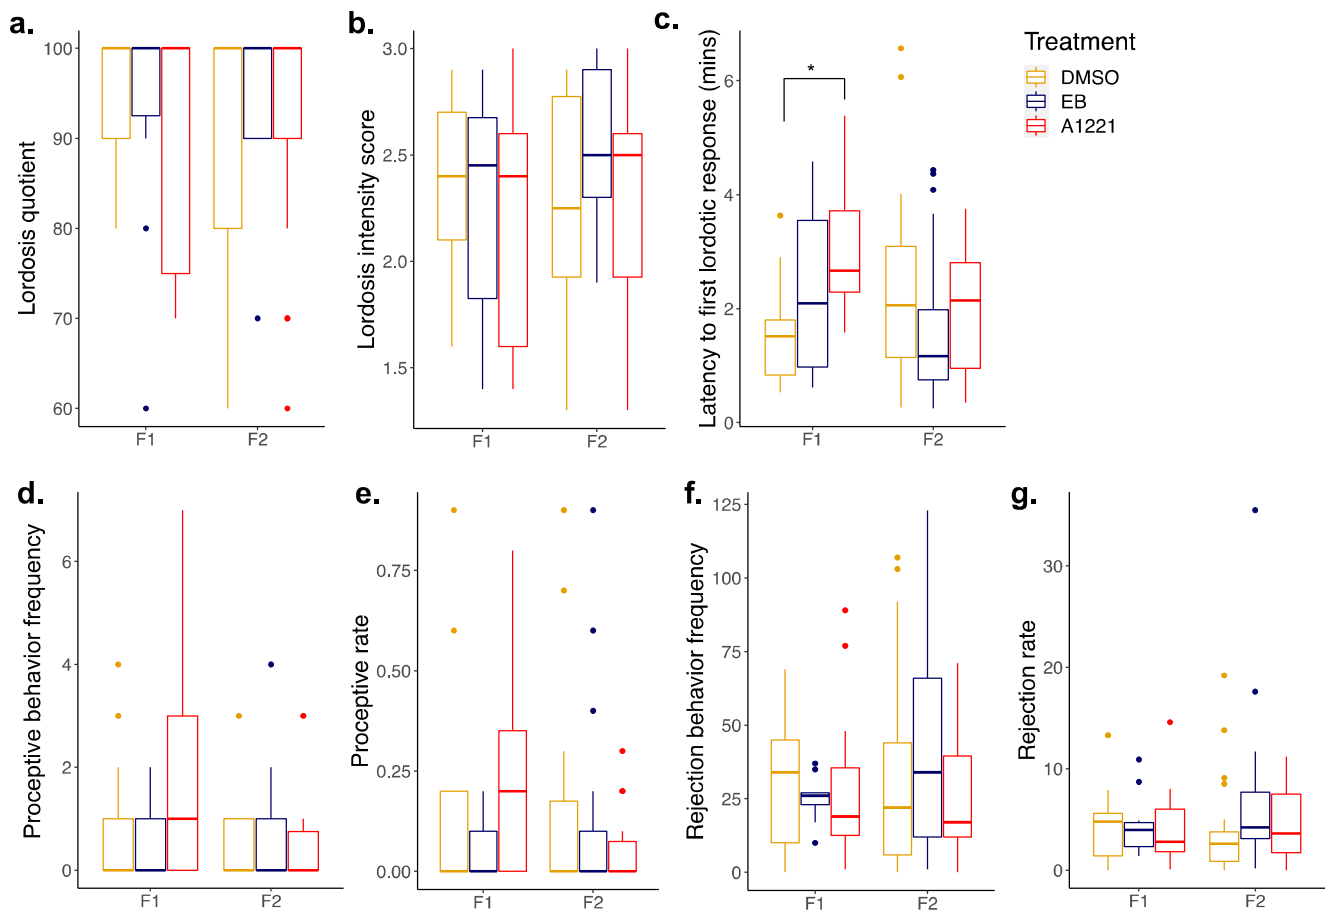 a.
Lordosis quotient
100
90
80
70
60
F1
F2
b.
Lordosis intensity score
3.0
2.5
2.0
1.5
F1
F2
c.
Latency to first lordotic response (mins)
6
4
2
0
*
F1
F2
Treatment
DMSO
EB
A1221
d.
Proceptive behavior frequency
6
4
2
0
F1
F2
e.
Proceptive rate
0.75
0.50
0.25
0.00
F1
F2
f.
Rejection behavior frequency
125
100
75
50
25
0
F1
F2
g.
Rejection rate
30
20
10
0
F1
F2